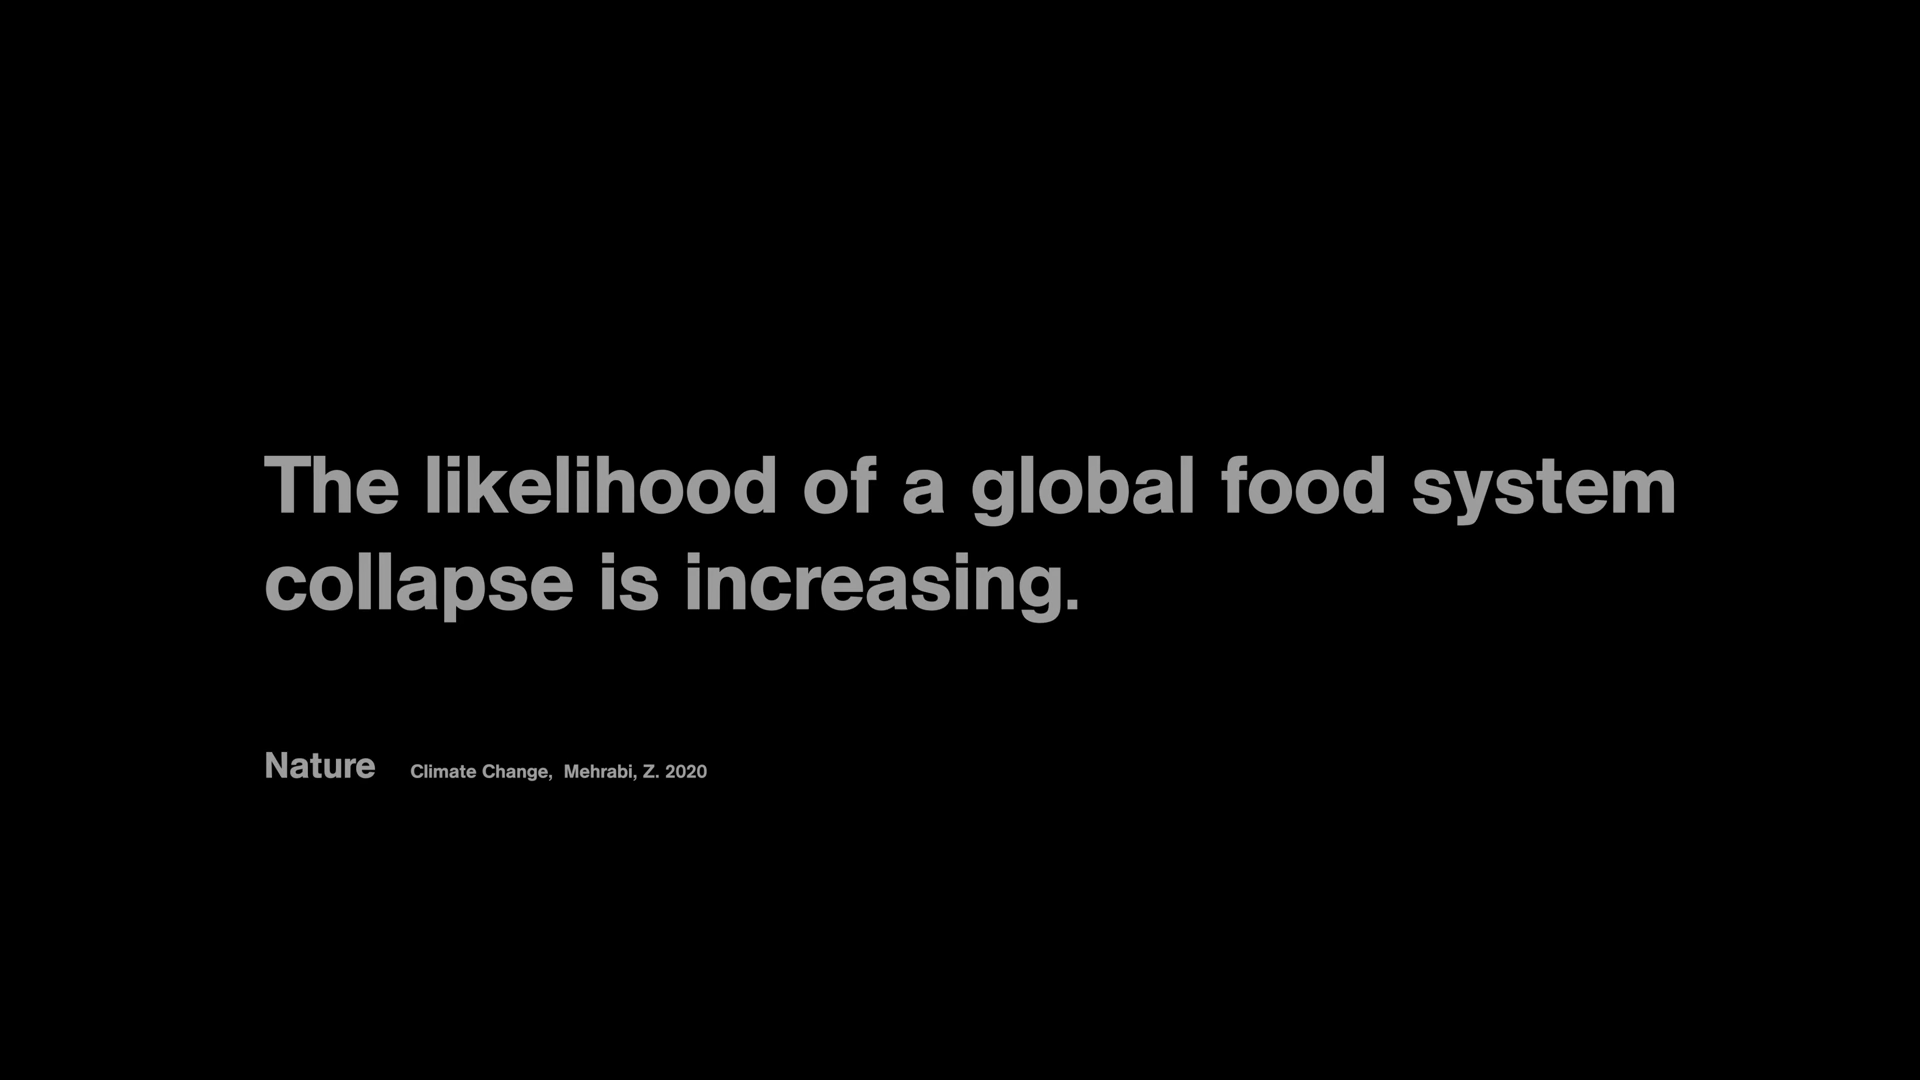 The likelihood of a global food system
collapse is increasing.
Nature Climate Change, Mehrabi, Z. 2020